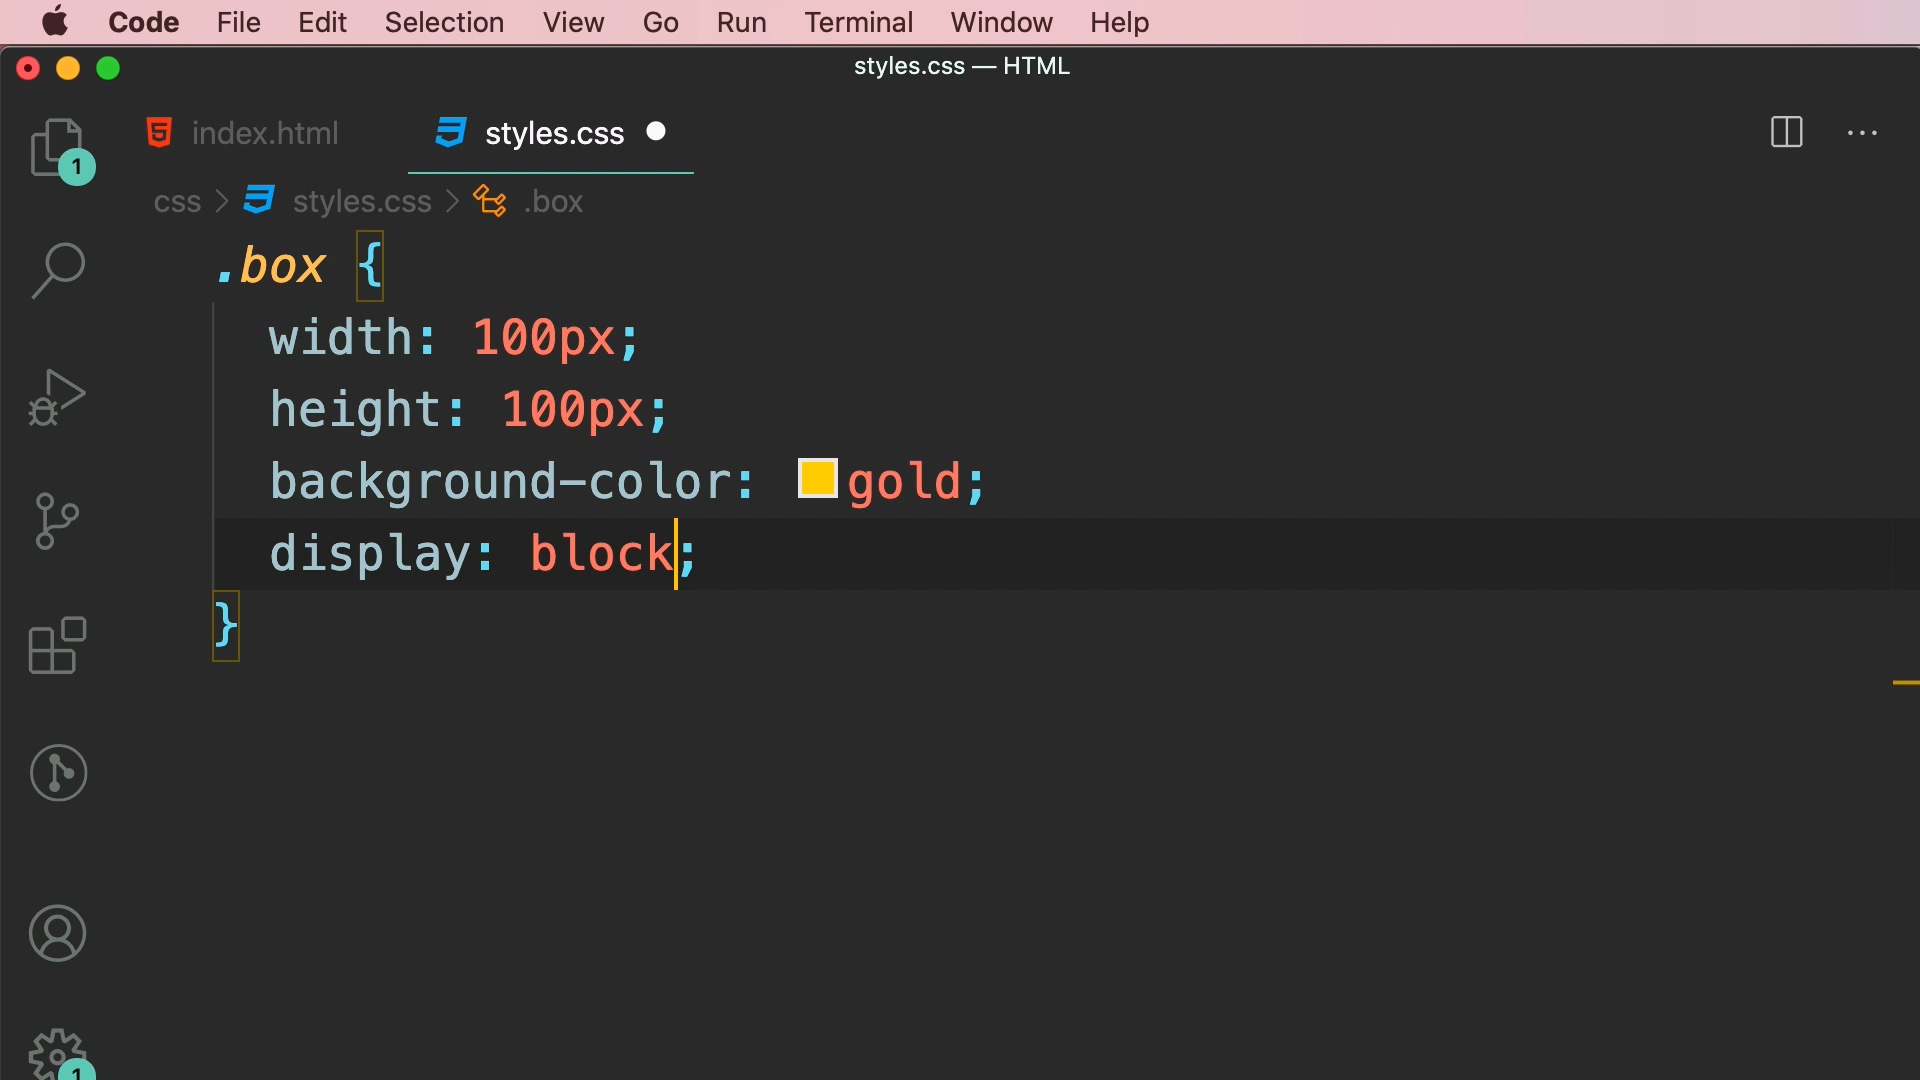 Code File Edit Selection View Go Run Terminal Window Help
styles.css — HTML
index.html styles.css
1
css > styles.css > .box
.box {
width: 100px;
height: 100px;
background-color: gold;
display: block;
}
1